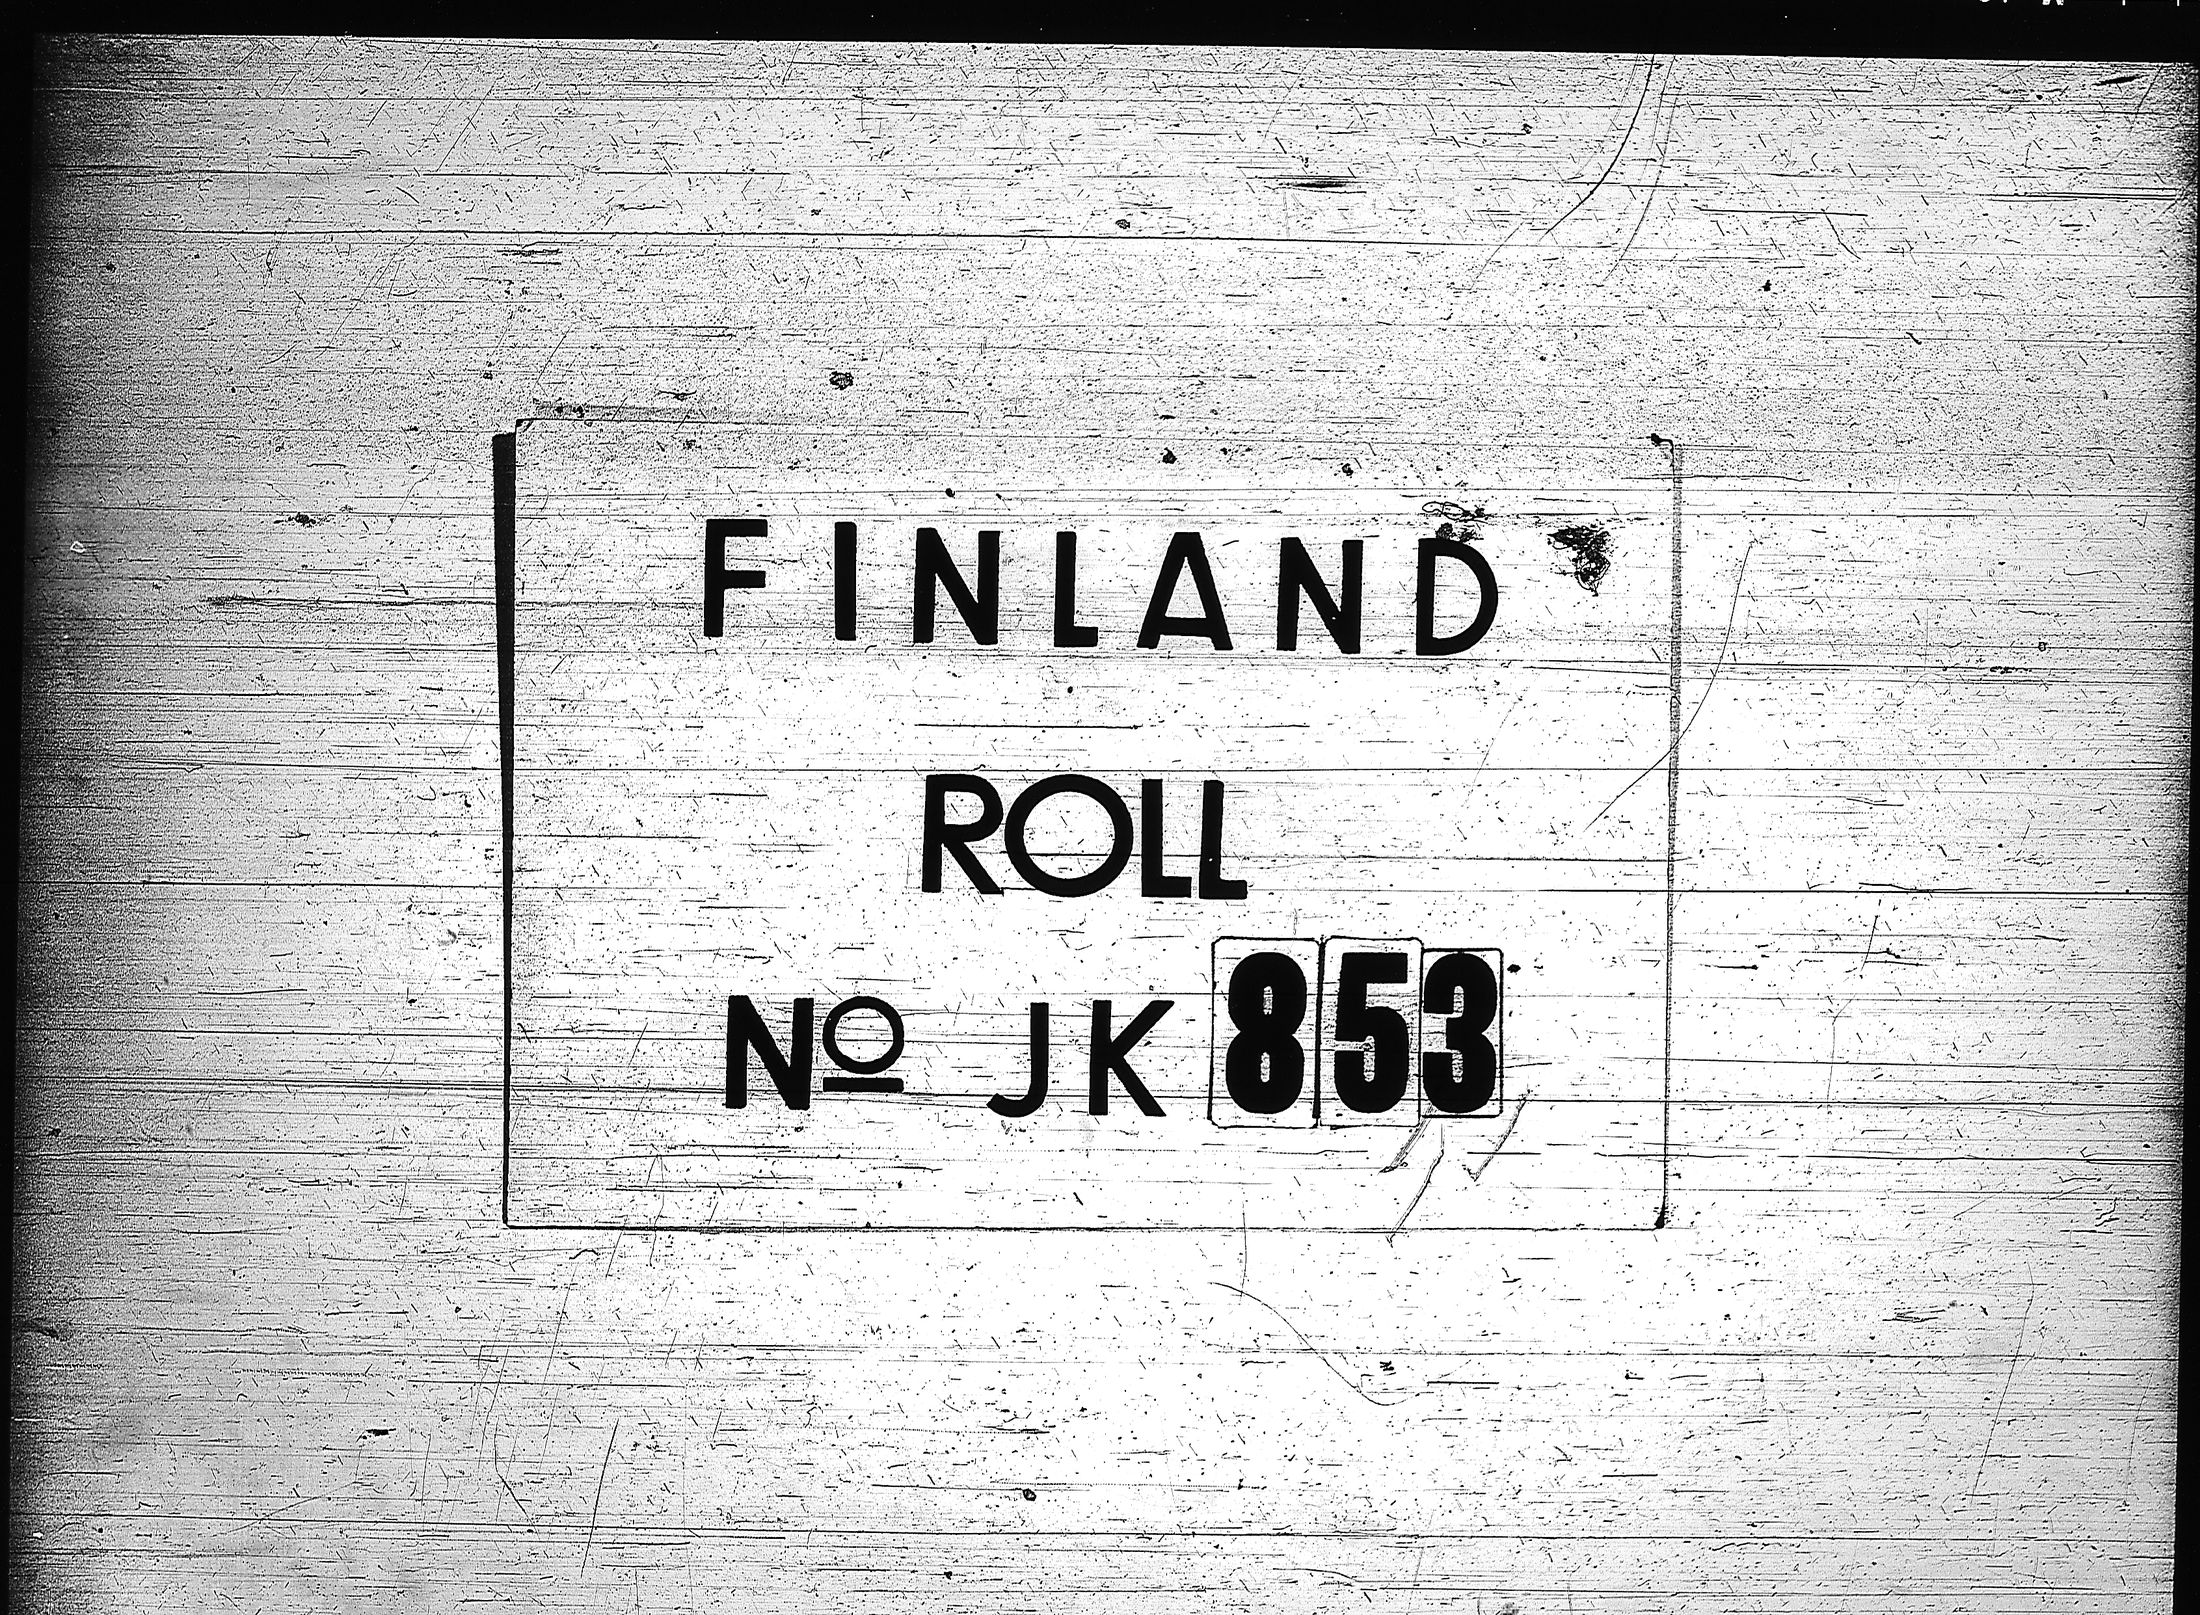 FINLAND
ROLL
Nº JK 853